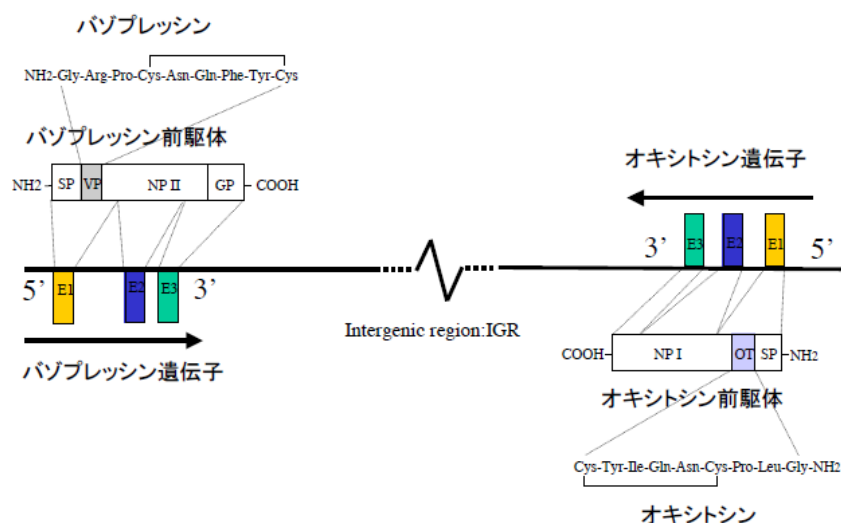 バゾプレッシン
NH2-Gly-Arg-Pro-Cys-Asn-Gln-Phe-Tyr-Cys
バゾプレッシン前駆体
NH2 SP VP NP II GP COOH
オキシトシン遺伝子
3’ E3 E2 E1 5’
5’ E1 E2 E3 3’
Intergenic region:IGR
バゾプレッシン遺伝子
COOH NP I OT SP NH2
オキシトシン前駆体
Cys-Tyr-Ile-Gln-Asn-Cys-Pro-Leu-Gly-NH2
オキシトシン